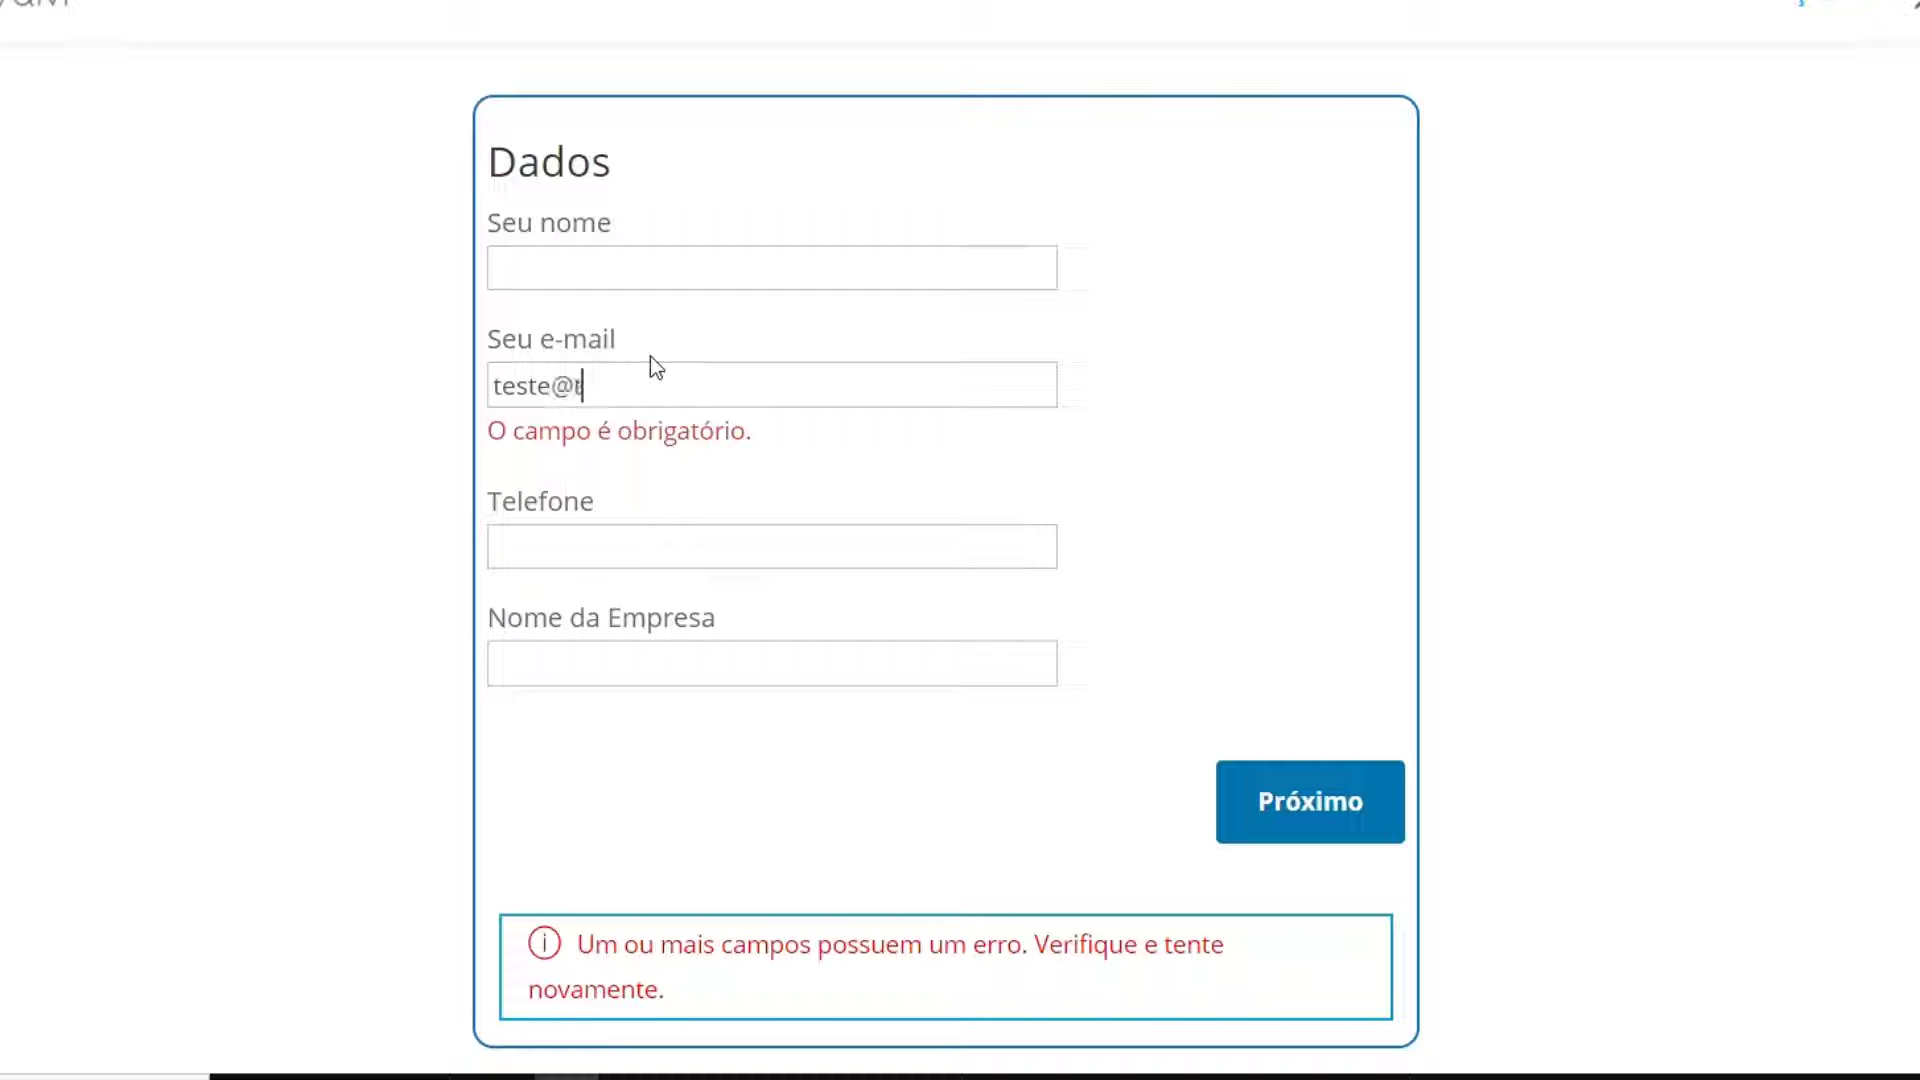 Dados
Seu nome
Seu e-mail
teste@t
O campo é obrigatório.
Telefone
Nome da Empresa
Próximo
Um ou mais campos possuem um erro. Verifique e tente
novamente.